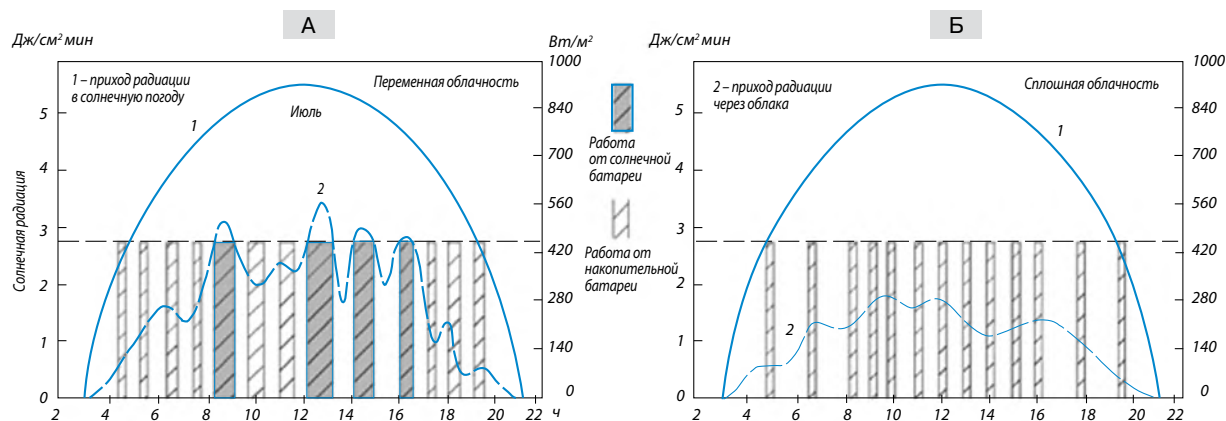 А
Дж/см² мин
Вт/м²
1 – приход радиации
в солнечную погоду
Переменная облачность
Июль
1
2
Солнечная радиация
5
4
3
2
1
0
1000
840
700
560
420
280
140
0
2 4 6 8 10 12 14 16 18 20 22
ч
Работа
от солнечной
батареи
Работа от
накопительной
батареи
Б
Дж/см² мин
2 – приход радиации
через облака
Сплошная облачность
1
2
5
4
3
2
1
0
1000
840
700
560
420
280
140
0
2 4 6 8 10 12 14 16 18 20 22